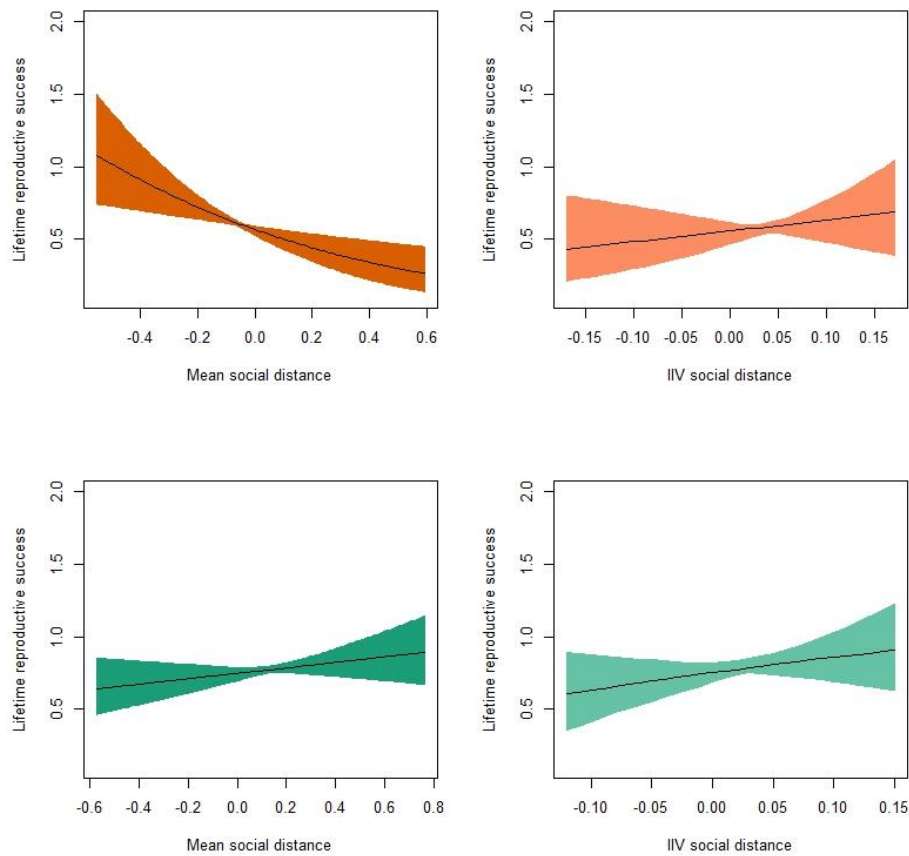 2.0
1.5
1.0
0.5
Lifetime reproductive success
-0.4 -0.2 0.0 0.2 0.4 0.6
Mean social distance
2.0
1.5
1.0
0.5
Lifetime reproductive success
-0.15 -0.10 -0.05 0.00 0.05 0.10 0.15
IIV social distance
2.0
1.5
1.0
0.5
Lifetime reproductive success
-0.6 -0.4 -0.2 0.0 0.2 0.4 0.6 0.8
Mean social distance
2.0
1.5
1.0
0.5
Lifetime reproductive success
-0.10 -0.05 0.00 0.05 0.10 0.15
IIV social distance